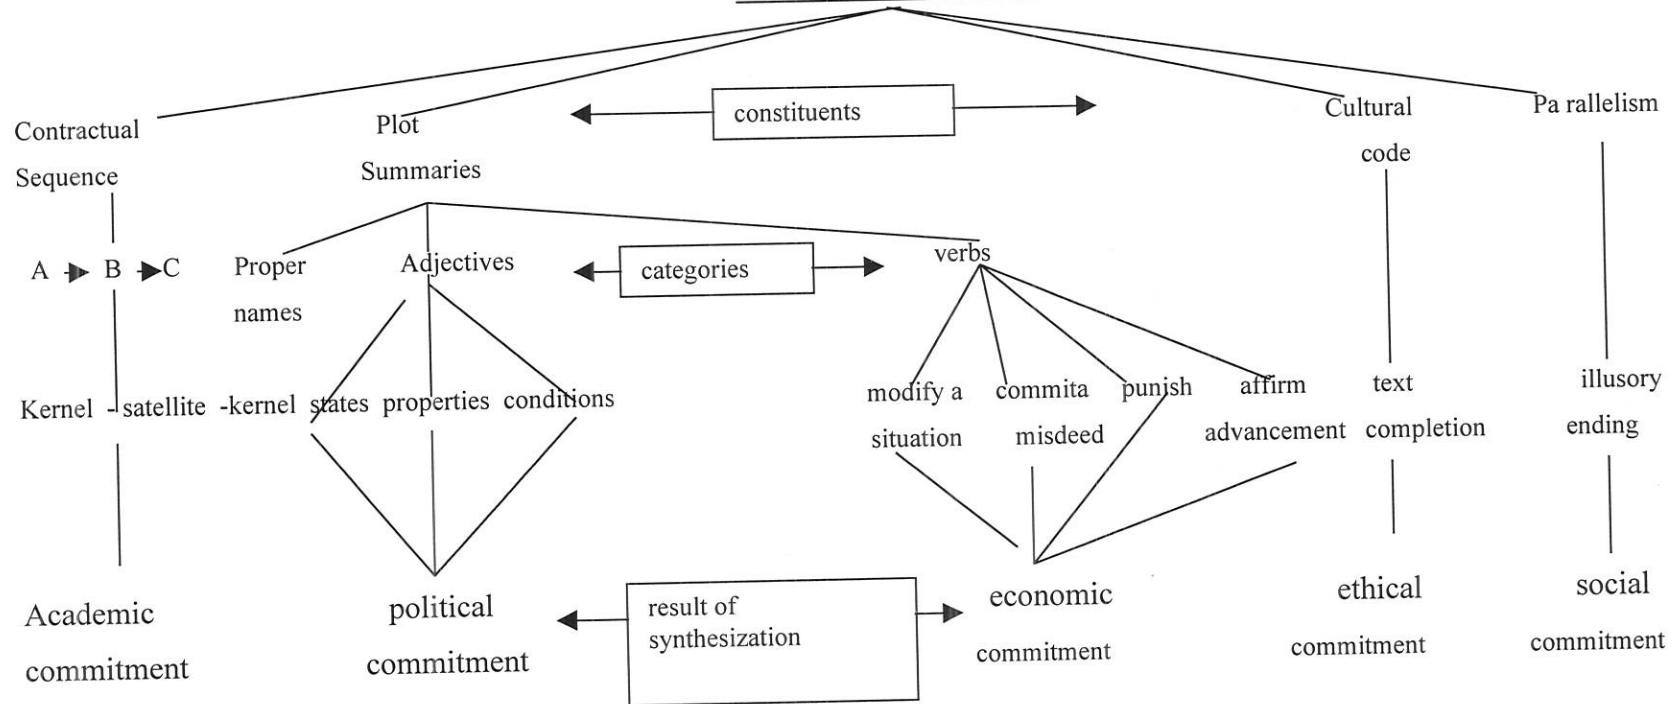 Contractual
Sequence
Plot
Summaries
constituents
Cultural
code
Pa rallelism
A B C
Proper
names
Adjectives
categories
verbs
Kernel - satellite -kernel states properties conditions
modify a
situation
commita
misdeed
punish
affirm
advancement
text
completion
illusory
ending
Academic
commitment
political
commitment
result of
synthesization
economic
commitment
ethical
commitment
social
commitment